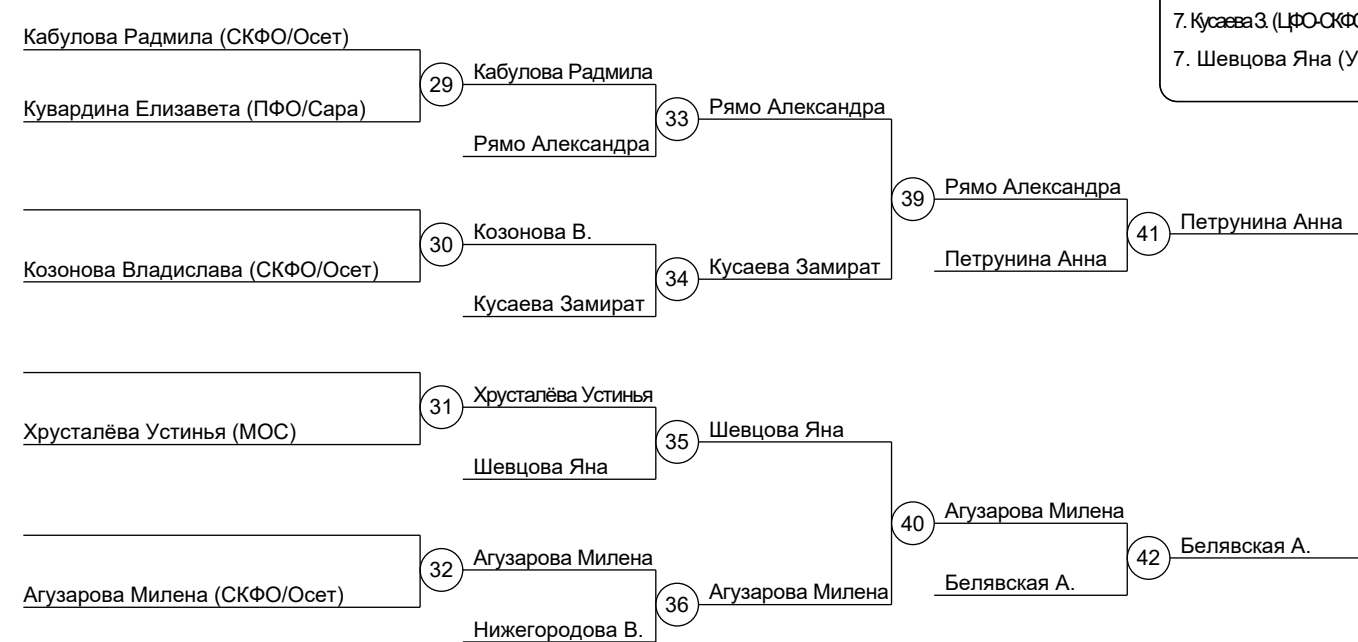 7. Кусаева З. (ЦФО-СКФО
7. Шевцова Яна (У
Кабулова Радмила (СКФО/Осет)
29
Кабулова Радмила
Кувардина Елизавета (ПФО/Сара)
33
Рямо Александра
Рямо Александра
39
Рямо Александра
30
Козонова В.
41
Петрунина Анна
Козонова Владислава (СКФО/Осет)
34
Кусаева Замират
Петрунина Анна
Кусаева Замират
31
Хрусталёва Устинья
Хрусталёва Устинья (МОС)
35
Шевцова Яна
Шевцова Яна
40
Агузарова Милена
32
Агузарова Милена
42
Белявская А.
Агузарова Милена (СКФО/Осет)
36
Агузарова Милена
Белявская А.
Нижегородова В.